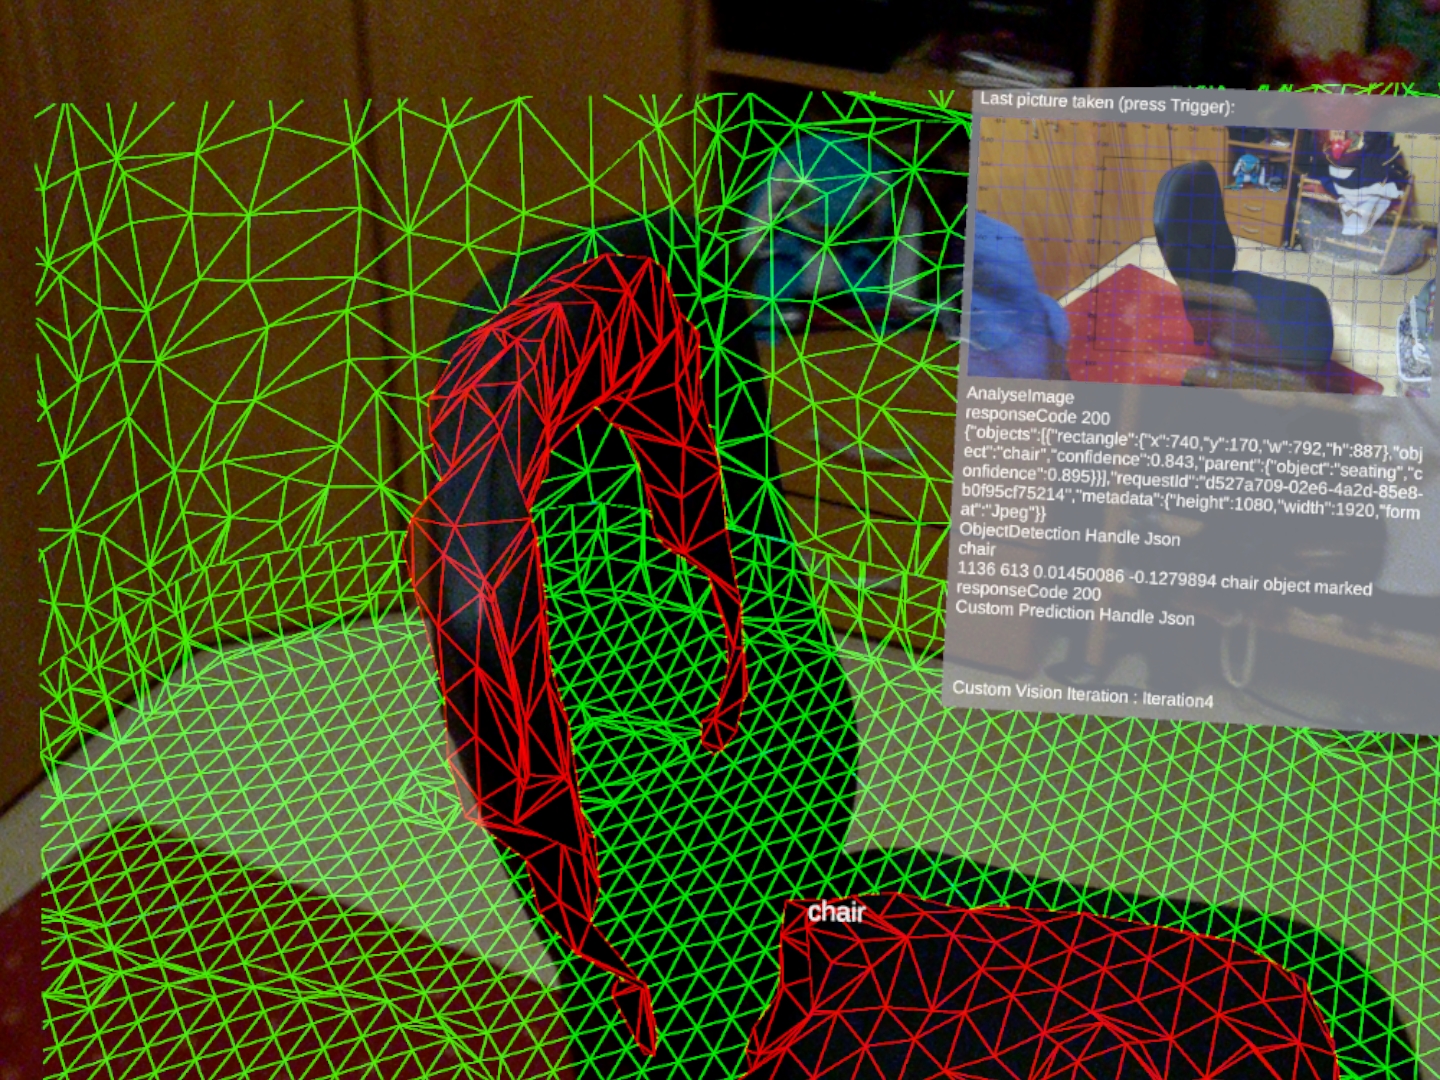 Last picture taken (press Trigger):
AnalyseImage
responseCode 200
{"objects":[{"rectangle":{"x":740,"y":170,"w":792,"h":887},"obj
ect":"chair","confidence":0.843,"parent":{"object":"seating","c
onfidence":0.895}}],"requestId":"d527a709-02e6-4a2d-85e8-
b0f95cf75214","metadata":{"height":1080,"width":1920,"form
at":"Jpeg"}}
ObjectDetection Handle Json
chair
1136 613 0.01450086 -0.1279894 chair object marked
responseCode 200
Custom Prediction Handle Json
Custom Vision Iteration : Iteration4
chair